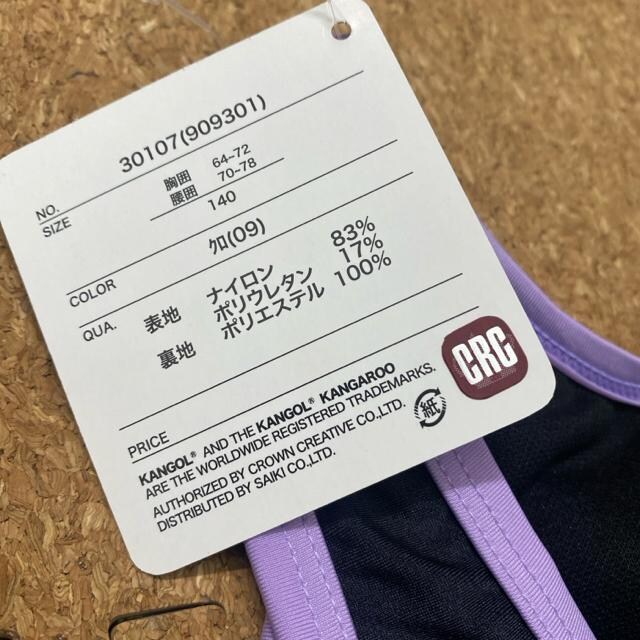 NO. 30107(909301)
SIZE 胸囲 64~72
腰囲 70~78
140
COLOR ｸﾛ(09)
QUA. 表地 ナイロン 83%
ポリウレタン 17%
裏地 ポリエステル 100%
PRICE
KANGOL® AND THE KANGOL® KANGAROO
ARE THE WORLDWIDE REGISTERED TRADEMARKS.
AUTHORIZED BY CROWN CREATIVE CO.,LTD.
DISTRIBUTED BY SAIKI CO.,LTD.
紙
CRC